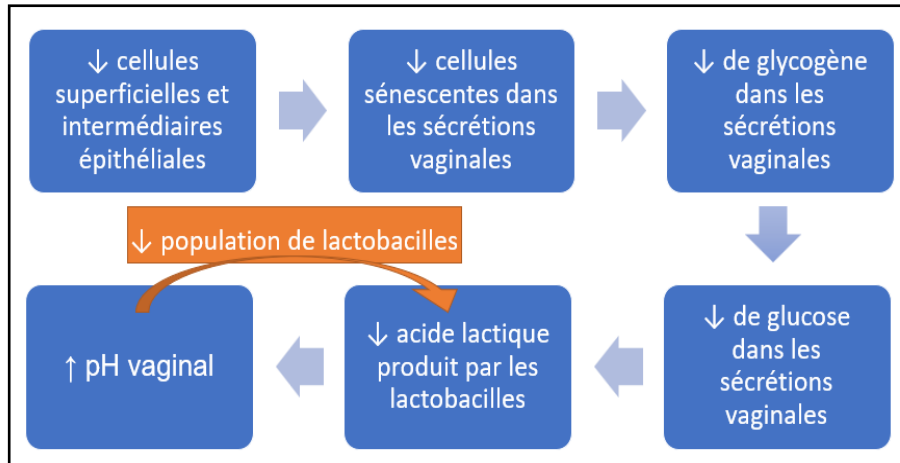 ↓ cellules
superficielles et
intermédiaires
épithéliales
↓ cellules
sénescentes dans
les sécrétions
vaginales
↓ de glycogène
dans les
sécrétions
vaginales
↓ de glucose
dans les
sécrétions
vaginales
↓ acide lactique
produit par les
lactobacilles
↑ pH vaginal
↓ population de lactobacilles